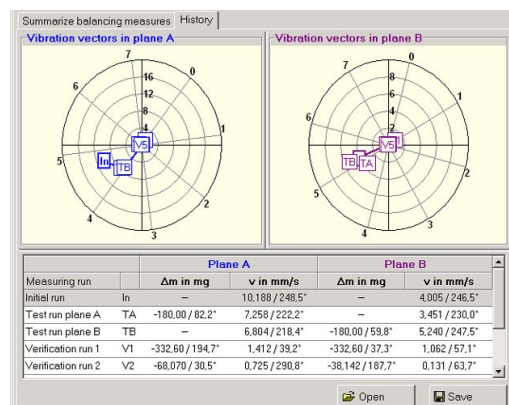 Summarize balancing measures History
Vibration vectors in plane A
7
0
6
16
12
8
4
1
In
TB
V5
5
2
4
3
Vibration vectors in plane B
7
0
6
8
6
4
2
1
TB
TA
V5
5
2
4
3
Plane A Plane B
Measuring run Δm in mg v in mm/s Δm in mg v in mm/s
Initial run In – 10,188 / 248,5° – 4,005 / 246,5°
Test run plane A TA -180,00 / 82,2° 7,258 / 222,2° – 3,451 / 230,0°
Test run plane B TB – 6,804 / 218,4° -180,00 / 59,8° 5,240 / 247,5°
Verification run 1 V1 -332,60 / 194,7° 1,412 / 39,2° -332,60 / 37,3° 1,062 / 57,1°
Verification run 2 V2 -68,070 / 30,5° 0,725 / 290,8° -38,142 / 187,7° 0,131 / 63,7°
Open Save